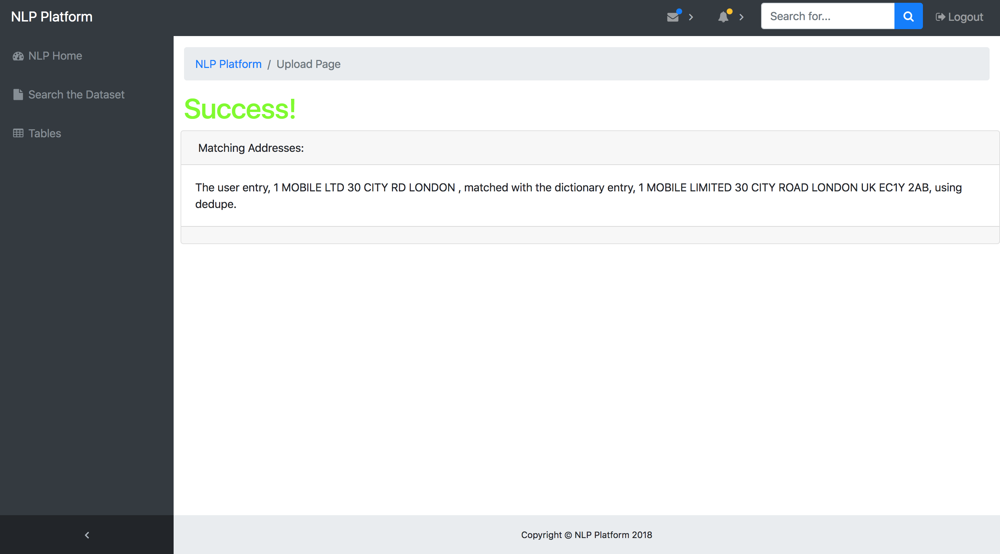 NLP Platform
Search for...
Logout
NLP Home
Search the Dataset
Tables
NLP Platform / Upload Page
Success!
Matching Addresses:
The user entry, 1 MOBILE LTD 30 CITY RD LONDON , matched with the dictionary entry, 1 MOBILE LIMITED 30 CITY ROAD LONDON UK EC1Y 2AB, using
dedupe.
Copyright © NLP Platform 2018